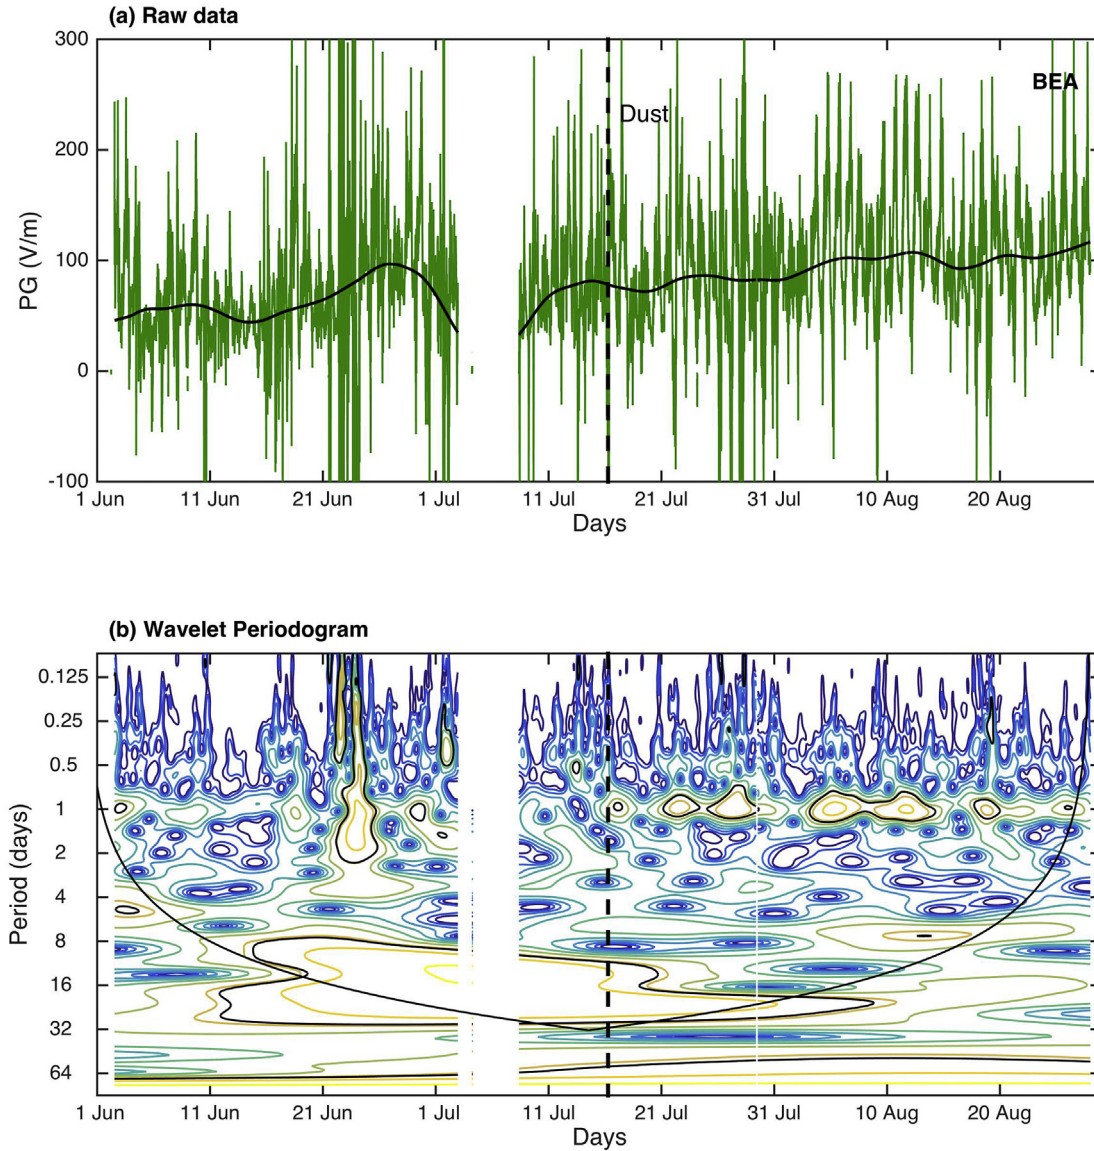 (a) Raw data
300
BEA
Dust
200
PG (V/m)
100
0
-100
1 Jun 11 Jun 21 Jun 1 Jul 11 Jul 21 Jul 31 Jul 10 Aug 20 Aug
Days
(b) Wavelet Periodogram
0.125
0.25
0.5
1
Period (days)
2
4
8
16
32
64
1 Jun 11 Jun 21 Jun 1 Jul 11 Jul 21 Jul 31 Jul 10 Aug 20 Aug
Days